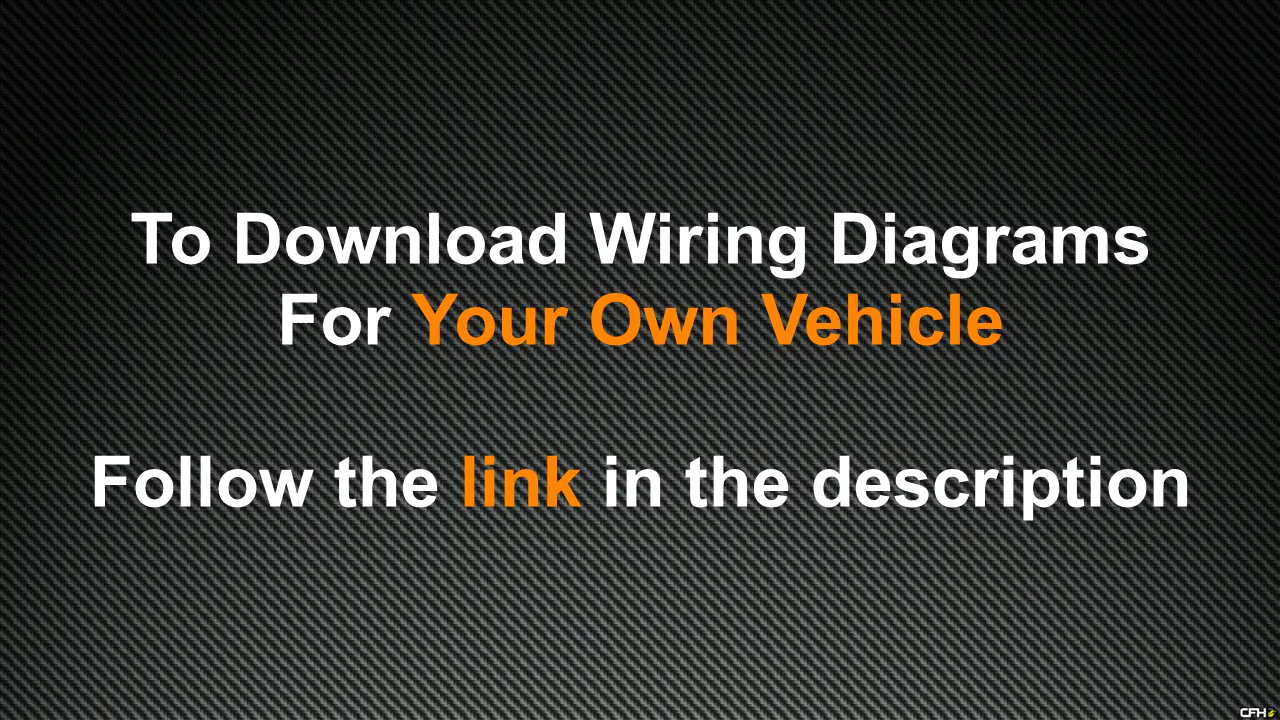 To Download Wiring Diagrams
For Your Own Vehicle
Follow the link in the description
CFH